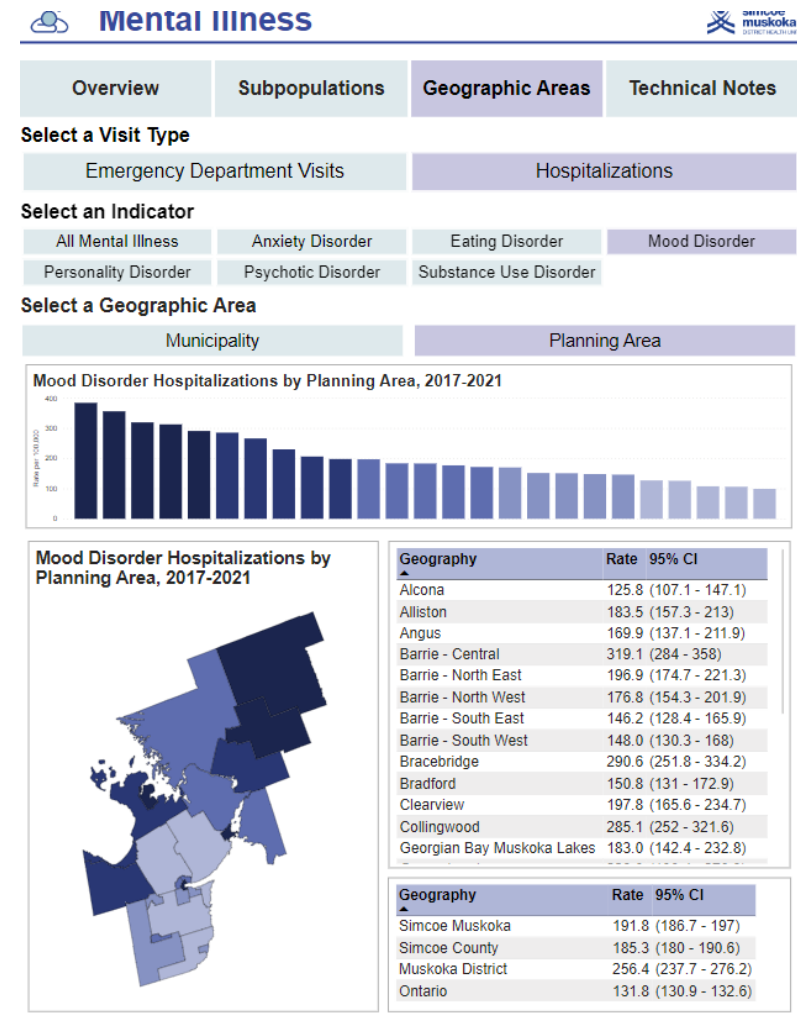 Mental Illness
simcoe
muskoka
DISTRICT HEALTH UNIT
Overview Subpopulations Geographic Areas Technical Notes
Select a Visit Type
Emergency Department Visits Hospitalizations
Select an Indicator
All Mental Illness Anxiety Disorder Eating Disorder Mood Disorder
Personality Disorder Psychotic Disorder Substance Use Disorder
Select a Geographic Area
Municipality Planning Area
Mood Disorder Hospitalizations by Planning Area, 2017-2021
Rate per 100,000
400
300
200
100
0
Mood Disorder Hospitalizations by
Planning Area, 2017-2021
Geography Rate 95% CI
Alcona 125.8 (107.1 - 147.1)
Alliston 183.5 (157.3 - 213)
Angus 169.9 (137.1 - 211.9)
Barrie - Central 319.1 (284 - 358)
Barrie - North East 196.9 (174.7 - 221.3)
Barrie - North West 176.8 (154.3 - 201.9)
Barrie - South East 146.2 (128.4 - 165.9)
Barrie - South West 148.0 (130.3 - 168)
Bracebridge 290.6 (251.8 - 334.2)
Bradford 150.8 (131 - 172.9)
Clearview 197.8 (165.6 - 234.7)
Collingwood 285.1 (252 - 321.6)
Georgian Bay Muskoka Lakes 183.0 (142.4 - 232.8)
Geography Rate 95% CI
Simcoe Muskoka 191.8 (186.7 - 197)
Simcoe County 185.3 (180 - 190.6)
Muskoka District 256.4 (237.7 - 276.2)
Ontario 131.8 (130.9 - 132.6)